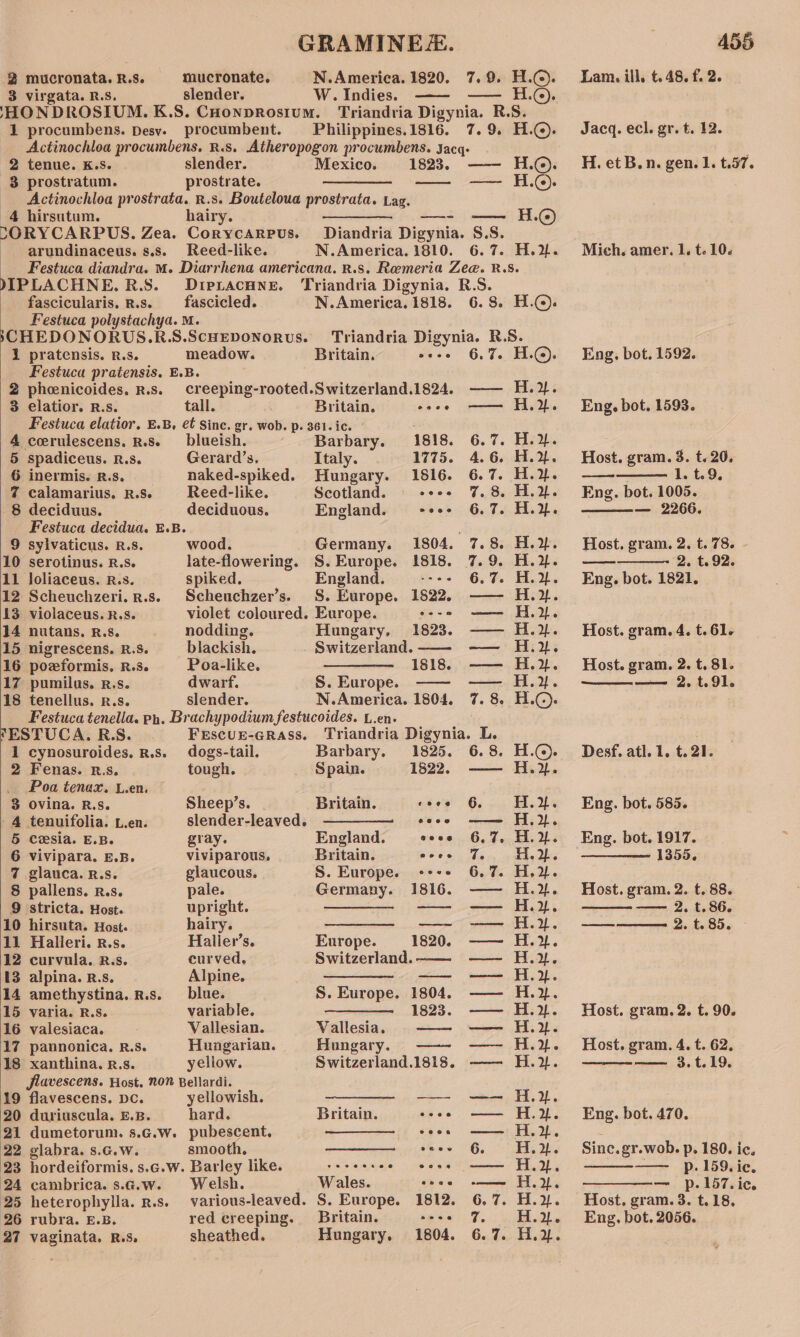 GRAMINEÆ. 455
2 mucronata. R.S. mucronate. N.America. 1820. 7.9. H.☉. Lam. ill. t.48. f. 2.
3 virgata. R.S. slender. W. Indies. —— —— H.☉.
HONDROSIUM. K.S. CHONDROSIUM. Triandria Digynia. R.S.
1 procumbens. Desv. procumbent. Philippines.1816. 7.9. H.☉. Jacq. ecl. gr. t. 12.
Actinochloa procumbens. R.S. Atheropogon procumbens. Jacq.
2 tenue. K.S. slender. Mexico. 1823. —— H.☉. H. et B. n. gen. 1. t.57.
3 prostratum. prostrate. ——— —— —— H.☉.
Actinochloa prostrata. R.S. Bouteloua prostrata. Lag.
4 hirsutum. hairy. ——— —— —— H.☉
ORYCARPUS. Zea. CORYCARPUS. Diandria Digynia. S.S.
arundinaceus. S.S. Reed-like. N.America. 1810. 6.7. H.♃. Mich. amer. 1. t.10.
Festuca diandra. M. Diarrhena americana. R.S. Rœmeria Zeæ. R.S.
IPLACHNE. R.S. DIPLACHNE. Triandria Digynia. R.S.
fascicularis. R.S. fascicled. N.America. 1818. 6.8. H.☉.
Festuca polystachya. M.
CHEDONORUS.R.S.SCHEDONORUS. Triandria Digynia. R.S.
1 pratensis. R.S. meadow. Britain. .... 6.7. H.☉. Eng. bot. 1592.
Festuca pratensis. E.B.
2 phœnicoides. R.S. creeping-rooted.Switzerland.1824. —— H.♃.
3 elatior. R.S. tall. Britain. .... —— H.♃. Eng. bot. 1593.
Festuca elatior. E.B. et Sinc. gr. wob. p. 361. ic.
4 cœrulescens. R.S. blueish. Barbary. 1818. 6.7. H.♃.
5 spadiceus. R.S. Gerard's. Italy. 1775. 4.6. H.♃. Host. gram. 3. t. 20.
6 inermis. R.S. naked-spiked. Hungary. 1816. 6.7. H.♃. ——— 1. t.9.
7 calamarius. R.S. Reed-like. Scotland. .... 7.8. H.♃. Eng. bot. 1005.
8 deciduus. deciduous. England. .... 6.7. H.♃. ——— 2266.
Festuca decidua. E.B.
9 sylvaticus. R.S. wood. Germany. 1804. 7.8. H.♃. Host. gram. 2. t. 78.
10 serotinus. R.S. late-flowering. S. Europe. 1818. 7.9. H.♃. ——— 2. t.92.
11 loliaceus. R.S. spiked. England. .... 6.7. H.♃. Eng. bot. 1821.
12 Scheuchzeri. R.S. Scheuchzer's. S. Europe. 1822. —— H.♃.
13 violaceus. R.S. violet coloured. Europe. .... —— H.♃.
14 nutans. R.S. nodding. Hungary. 1823. —— H.♃. Host. gram. 4. t. 61.
15 nigrescens. R.S. blackish. Switzerland. —— —— H.♃.
16 poæformis. R.S. Poa-like. ——— 1818. —— H.♃. Host. gram. 2. t. 81.
17 pumilus. R.S. dwarf. S. Europe. —— —— H.♃. ——— 2. t.91.
18 tenellus. R.S. slender. N.America. 1804. 7.8. H.☉.
Festuca tenella. Ph. Brachypodium festucoides. L.en.
ESTUCA. R.S. FESCUE-GRASS. Triandria Digynia. L.
1 cynosuroides. R.S. dogs-tail. Barbary. 1825. 6.8. H.☉. Desf. atl. 1. t. 21.
2 Fenas. R.S. tough. Spain. 1822. —— H.♃.
Poa tenax. L.en.
3 ovina. R.S. Sheep's. Britain. .... 6. H.♃. Eng. bot. 585.
4 tenuifolia. L.en. slender-leaved. ——— .... —— H.♃.
5 cæsia. E.B. gray. England. .... 6.7. H.♃. Eng. bot. 1917.
6 vivipara. E.B. viviparous. Britain. .... 7. H.♃. ——— 1355.
7 glauca. R.S. glaucous. S. Europe. .... 6.7. H.♃.
8 pallens. R.S. pale. Germany. 1816. —— H.♃. Host. gram. 2. t. 88.
9 stricta. Host. upright. ——— —— —— H.♃. ——— 2. t.86.
10 hirsuta. Host. hairy. ——— —— —— H.♃. ——— 2. t. 85.
11 Halleri. R.S. Haller's. Europe. 1820. —— H.♃.
12 curvula. R.S. curved. Switzerland. —— —— H.♃.
13 alpina. R.S. Alpine. ——— —— —— H.♃.
14 amethystina. R.S. blue. S. Europe. 1804. —— H.♃.
15 varia. R.S. variable. ——— 1823. —— H.♃. Host. gram. 2. t. 90.
16 valesiaca. Vallesian. Vallesia. —— —— H.♃.
17 pannonica. R.S. Hungarian. Hungary. —— —— H.♃. Host. gram. 4. t. 62.
18 xanthina. R.S. yellow. Switzerland.1818. —— H.♃. ——— 3. t.19.
flavescens. Host. non Bellardi.
19 flavescens. DC. yellowish. ——— —— —— H.♃.
20 duriuscula. E.B. hard. Britain. .... —— H.♃. Eng. bot. 470.
21 dumetorum. S.G.W. pubescent. ——— .... —— H.♃.
22 glabra. S.G.W. smooth. ——— .... 6. H.♃. Sinc.gr.wob. p. 180. ic.
23 hordeiformis. S.G.W. Barley like. ........ .... —— H.♃. ——— p. 159. ic.
24 cambrica. S.G.W. Welsh. Wales. .... —— H.♃. ——— p. 157. ic.
25 heterophylla. R.S. various-leaved. S. Europe. 1812. 6.7. H.♃. Host. gram. 3. t. 18.
26 rubra. E.B. red creeping. Britain. .... 7. H.♃. Eng. bot. 2056.
27 vaginata. R.S. sheathed. Hungary. 1804. 6.7. H.♃.